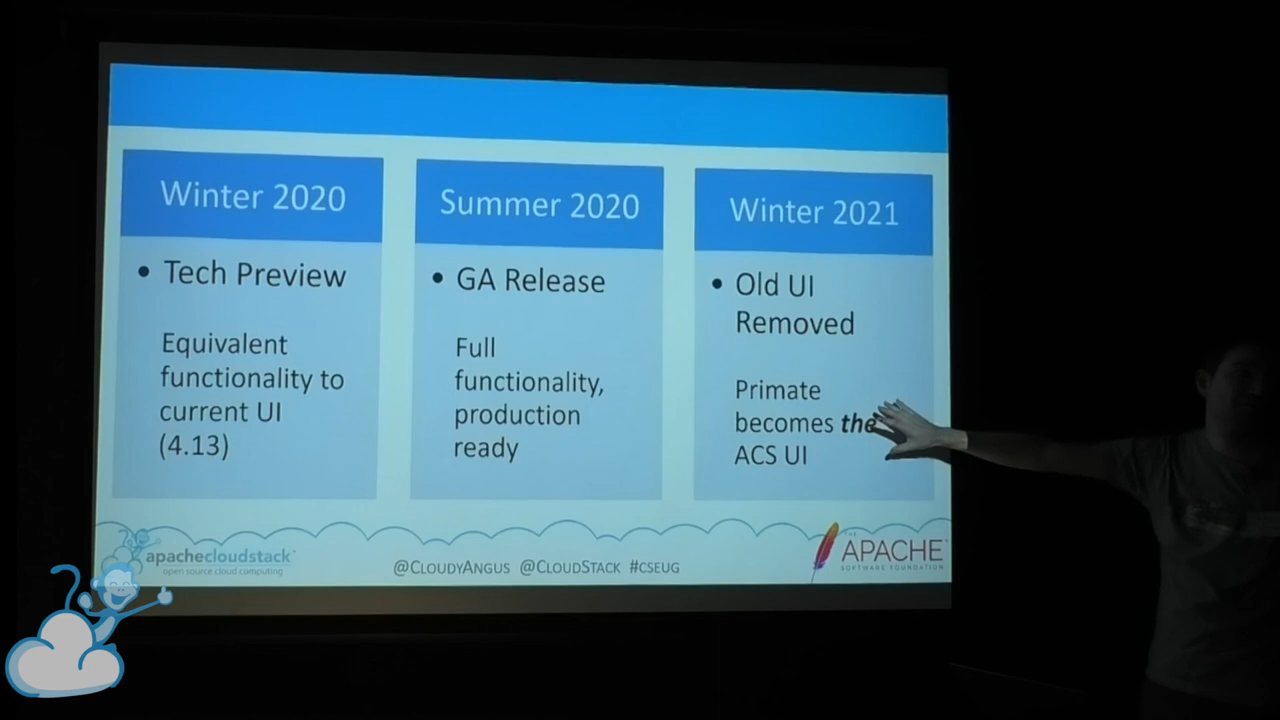 Winter 2020
• Tech Preview
Equivalent
functionality to
current UI
(4.13)
Summer 2020
• GA Release
Full
functionality,
production
ready
Winter 2021
• Old UI
Removed
Primate
becomes the
ACS UI
apachecloudstack™
open source cloud computing
@CLOUDYANGUS @CLOUDSTACK #CSEUG
THE
APACHE
SOFTWARE FOUNDATION